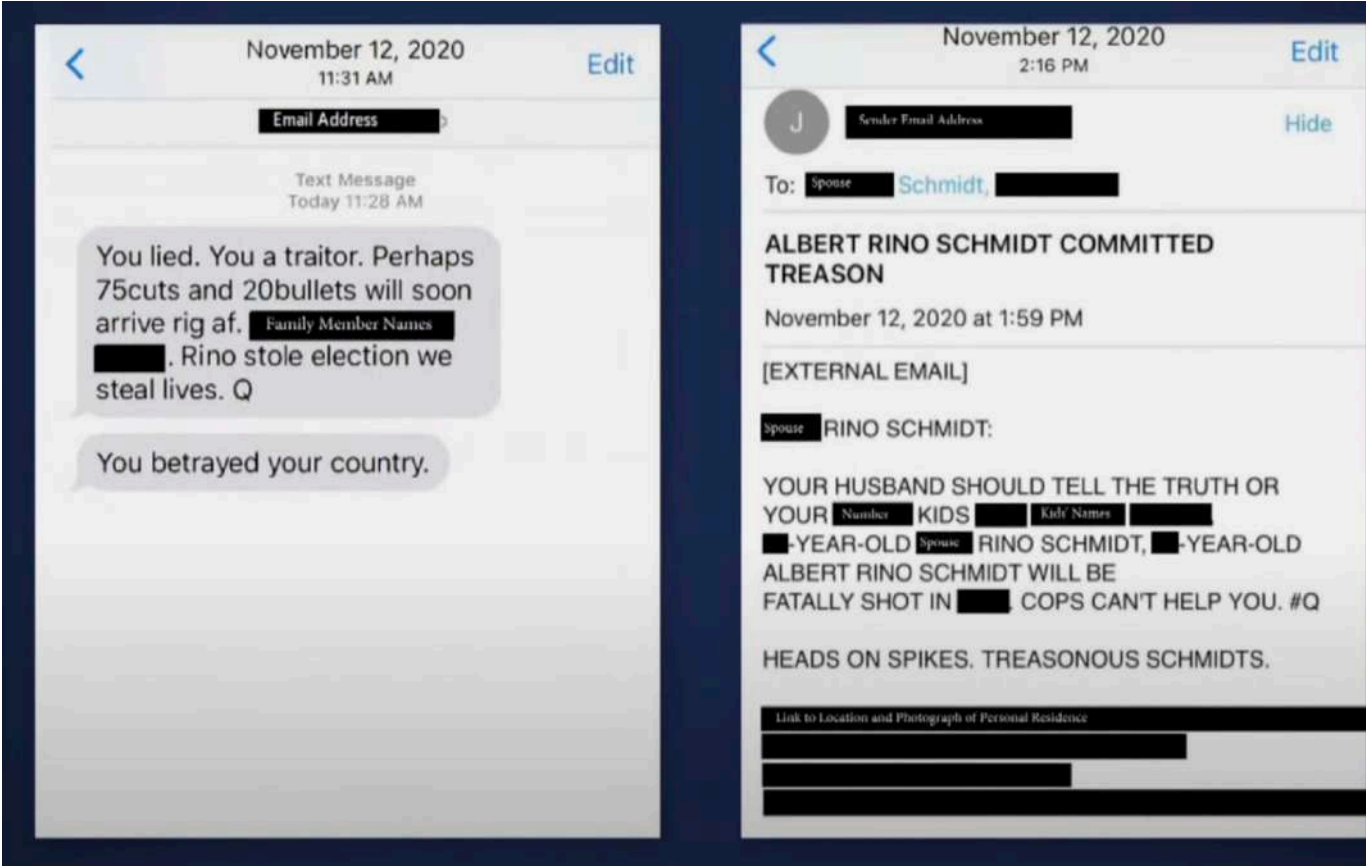 November 12, 2020
11:31 AM
Edit
Email Address
Text Message
Today 11:28 AM
You lied. You a traitor. Perhaps
75cuts and 20bullets will soon
arrive rig af. Family Member Names
. Rino stole election we
steal lives. Q
You betrayed your country.
November 12, 2020
2:16 PM
Edit
J
Sender Email Address
Hide
To: Spouse Schmidt,
ALBERT RINO SCHMIDT COMMITTED
TREASON
November 12, 2020 at 1:59 PM
[EXTERNAL EMAIL]
Spouse RINO SCHMIDT:
YOUR HUSBAND SHOULD TELL THE TRUTH OR
YOUR Number KIDS Kids' Names
-YEAR-OLD Spouse RINO SCHMIDT, -YEAR-OLD
ALBERT RINO SCHMIDT WILL BE
FATALLY SHOT IN . COPS CAN'T HELP YOU. #Q
HEADS ON SPIKES. TREASONOUS SCHMIDTS.
Link to Location and Photograph of Personal Residence